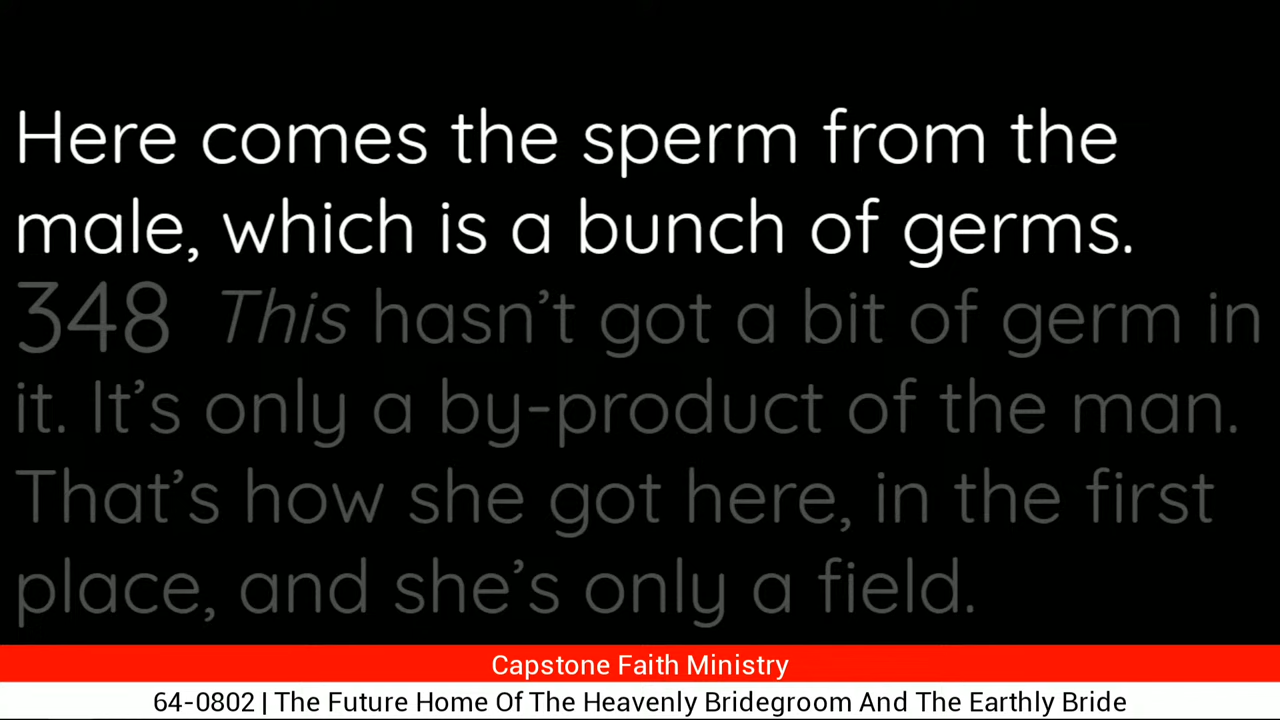 Here comes the sperm from the
male, which is a bunch of germs.
348 This hasn’t got a bit of germ in
it. It’s only a by-product of the man.
That’s how she got here, in the first
place, and she’s only a field.
Capstone Faith Ministry
64-0802 | The Future Home Of The Heavenly Bridegroom And The Earthly Bride